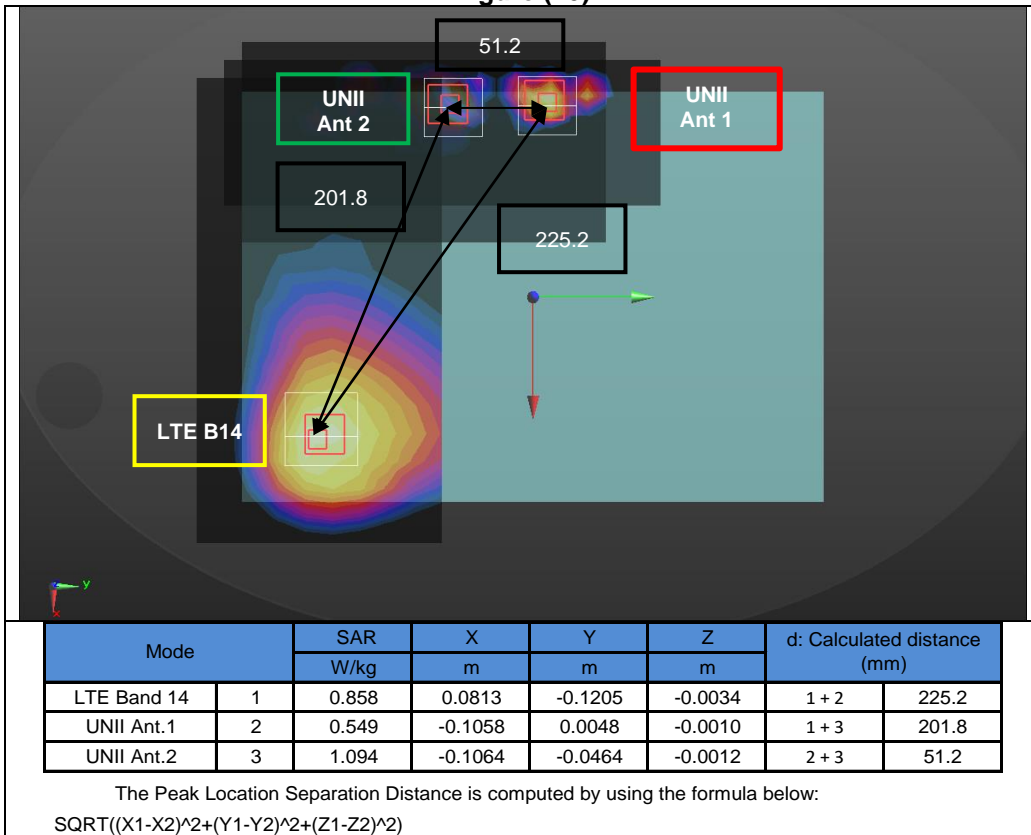 51.2
UNII
Ant 2
UNII
Ant 1
201.8
225.2
LTE B14
y
x
Mode SAR X Y Z d: Calculated distance (mm)
W/kg m m m
LTE Band 14 1 0.858 0.0813 -0.1205 -0.0034 1 + 2 225.2
UNII Ant.1 2 0.549 -0.1058 0.0048 -0.0010 1 + 3 201.8
UNII Ant.2 3 1.094 -0.1064 -0.0464 -0.0012 2 + 3 51.2
The Peak Location Separation Distance is computed by using the formula below:
SQRT((X1-X2)^2+(Y1-Y2)^2+(Z1-Z2)^2)